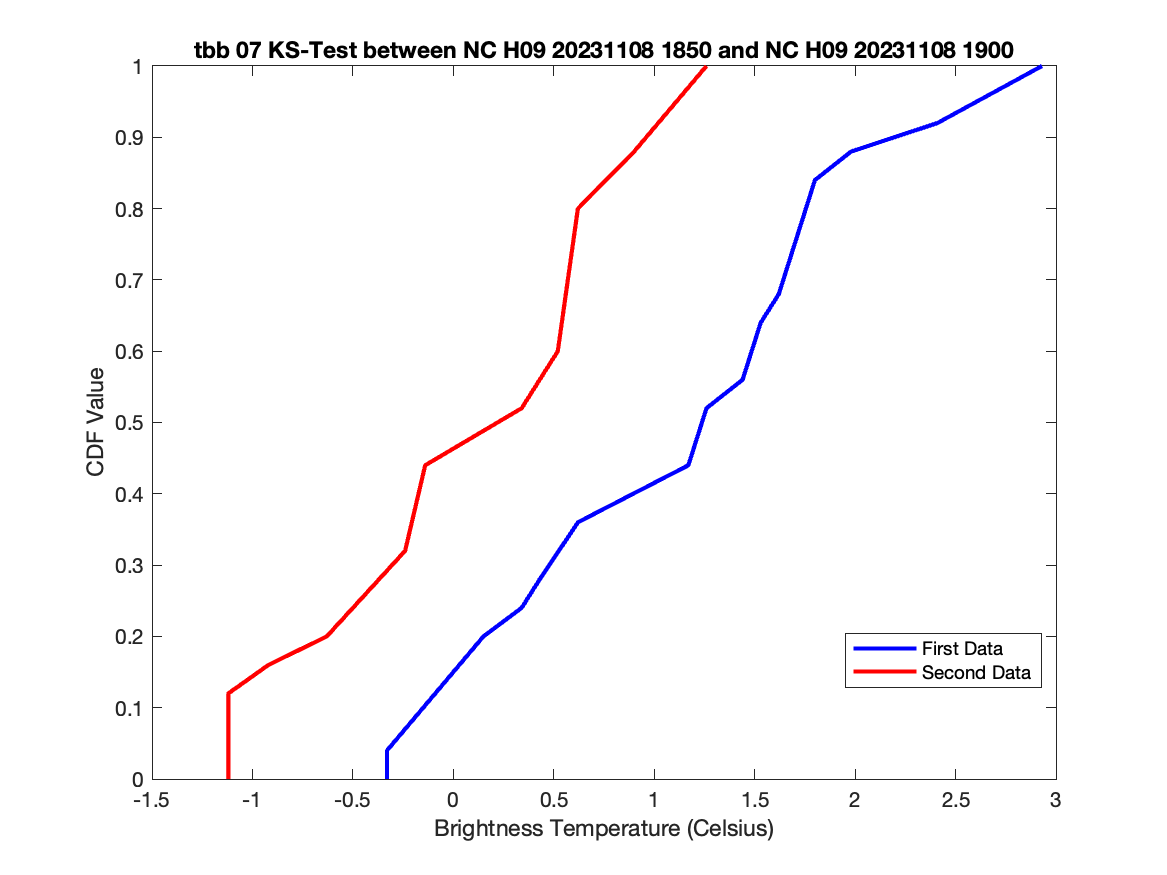 tbb 07 KS-Test between NC H09 20231108 1850 and NC H09 20231108 1900
1
0.9
0.8
0.7
0.6
0.5
0.4
0.3
0.2
0.1
0
CDF Value
First Data
Second Data
-1.5 -1 -0.5 0 0.5 1 1.5 2 2.5 3
Brightness Temperature (Celsius)